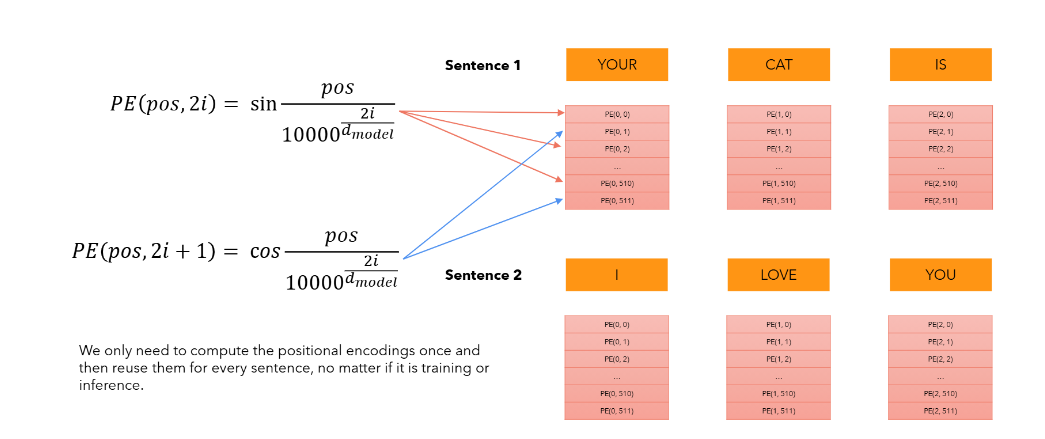 Sentence 1
YOUR CAT IS
PE(pos, 2i) = sin pos / 10000^(2i / d_model)
PE(0, 0) PE(1, 0) PE(2, 0)
PE(0, 1) PE(1, 1) PE(2, 1)
PE(0, 2) PE(1, 2) PE(2, 2)
... ... ...
PE(0, 510) PE(1, 510) PE(2, 510)
PE(0, 511) PE(1, 511) PE(2, 511)
PE(pos, 2i + 1) = cos pos / 10000^(2i / d_model)
Sentence 2
I LOVE YOU
PE(0, 0) PE(1, 0) PE(2, 0)
PE(0, 1) PE(1, 1) PE(2, 1)
PE(0, 2) PE(1, 2) PE(2, 2)
... ... ...
PE(0, 510) PE(1, 510) PE(2, 510)
PE(0, 511) PE(1, 511) PE(2, 511)
We only need to compute the positional encodings once and
then reuse them for every sentence, no matter if it is training or
inference.